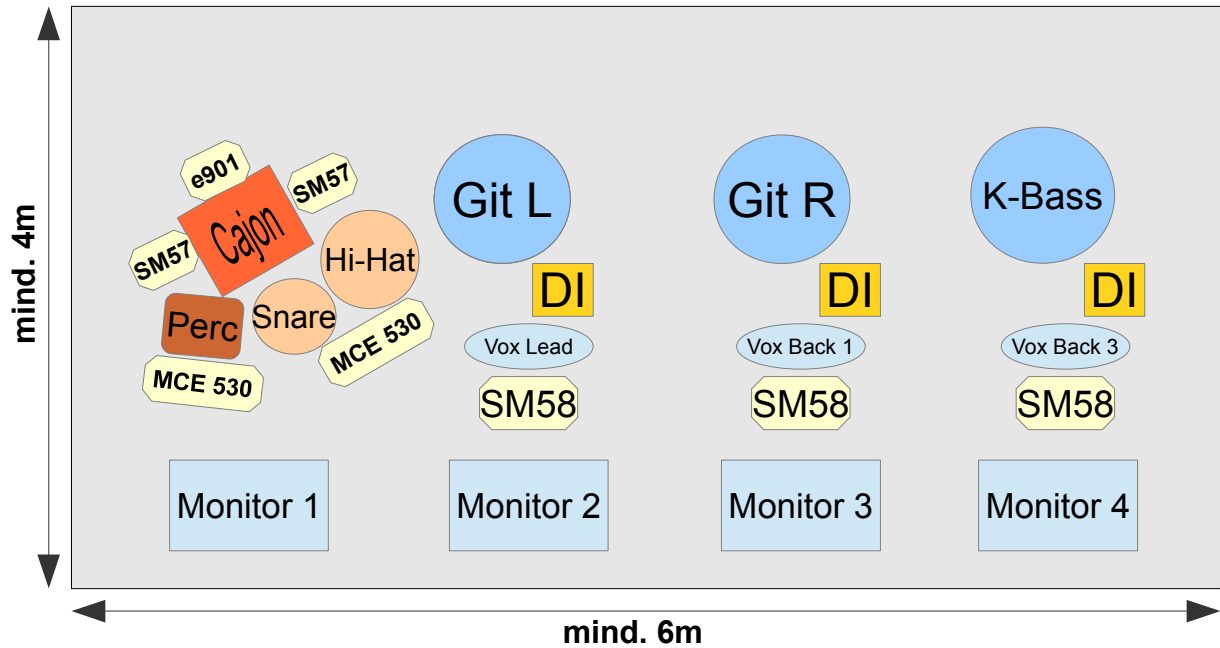 mind. 4m
e901
SM57
Cajon
SM57
Hi-Hat
Perc
Snare
MCE 530
MCE 530
Git L
DI
Vox Lead
SM58
Git R
DI
Vox Back 1
SM58
K-Bass
DI
Vox Back 3
SM58
Monitor 1
Monitor 2
Monitor 3
Monitor 4
mind. 6m